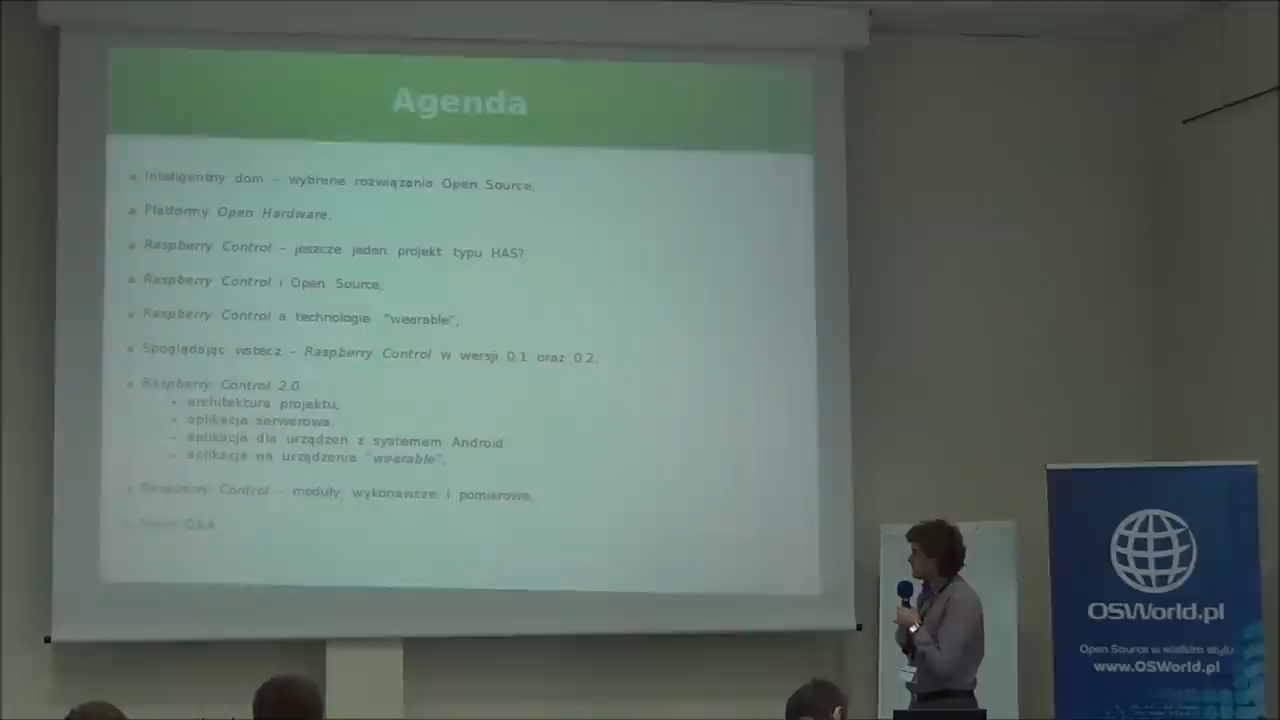 Agenda
Inteligentny dom – wybrane rozwiązania Open Source,
Platformy Open Hardware,
Raspberry Control – jeszcze jeden projekt typu HAS?
Raspberry Control i Open Source,
Raspberry Control a technologie "wearable",
Spoglądając wstecz – Raspberry Control w wersji 0.1 oraz 0.2,
Raspberry Control 2.0
- architektura projektu,
- aplikacja serwerowa,
- aplikacja dla urządzeń z systemem Android
- aplikacja na urządzenia "wearable",
Raspberry Control – moduły wykonawcze i pomiarowe,
Q&A
OSWorld.pl
Open Source w wielkim stylu
www.OSWorld.pl